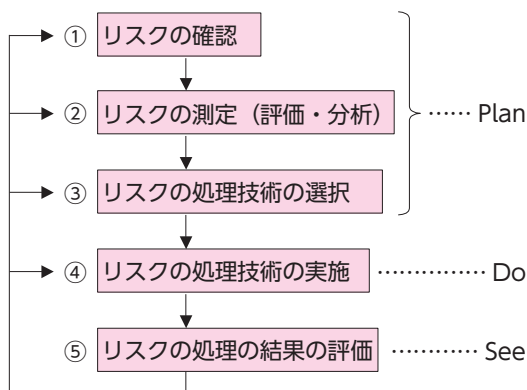 ① リスクの確認
② リスクの測定（評価・分析） …… Plan
③ リスクの処理技術の選択
④ リスクの処理技術の実施 …………… Do
⑤ リスクの処理の結果の評価 ………… See